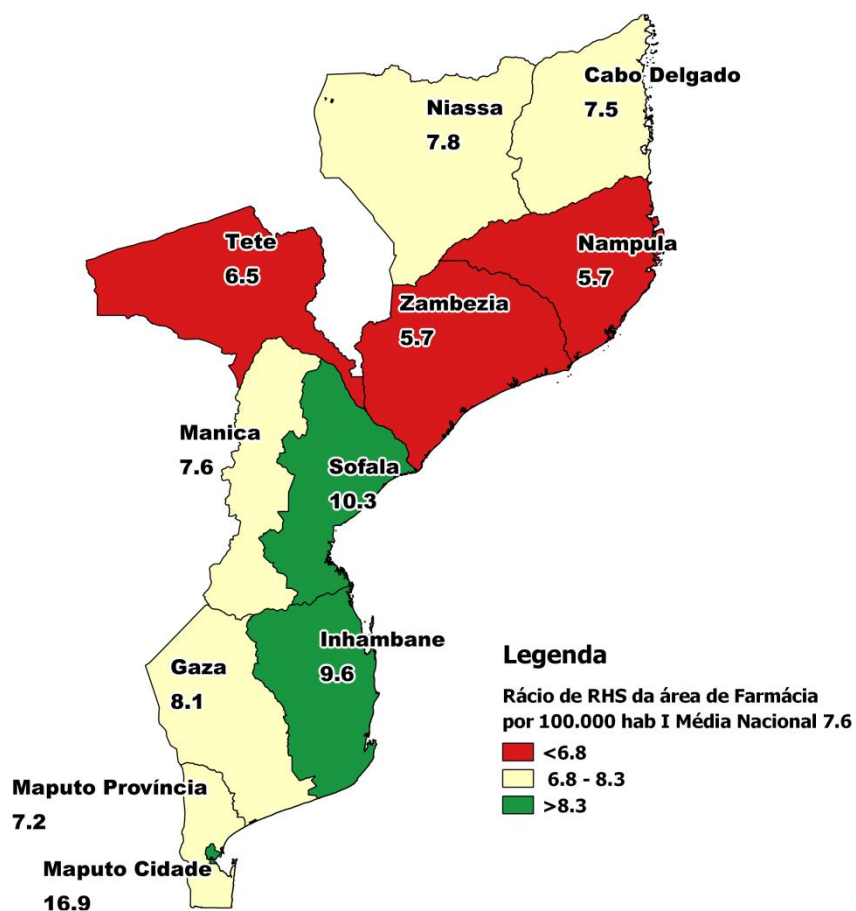 Cabo Delgado
7.5
Niassa
7.8
Nampula
5.7
Tete
6.5
Zambezia
5.7
Manica
7.6
Sofala
10.3
Inhambane
9.6
Gaza
8.1
Maputo Província
7.2
Maputo Cidade
16.9
Legenda
Rácio de RHS da área de Farmácia
por 100.000 hab I Média Nacional 7.6
<6.8
6.8 - 8.3
>8.3